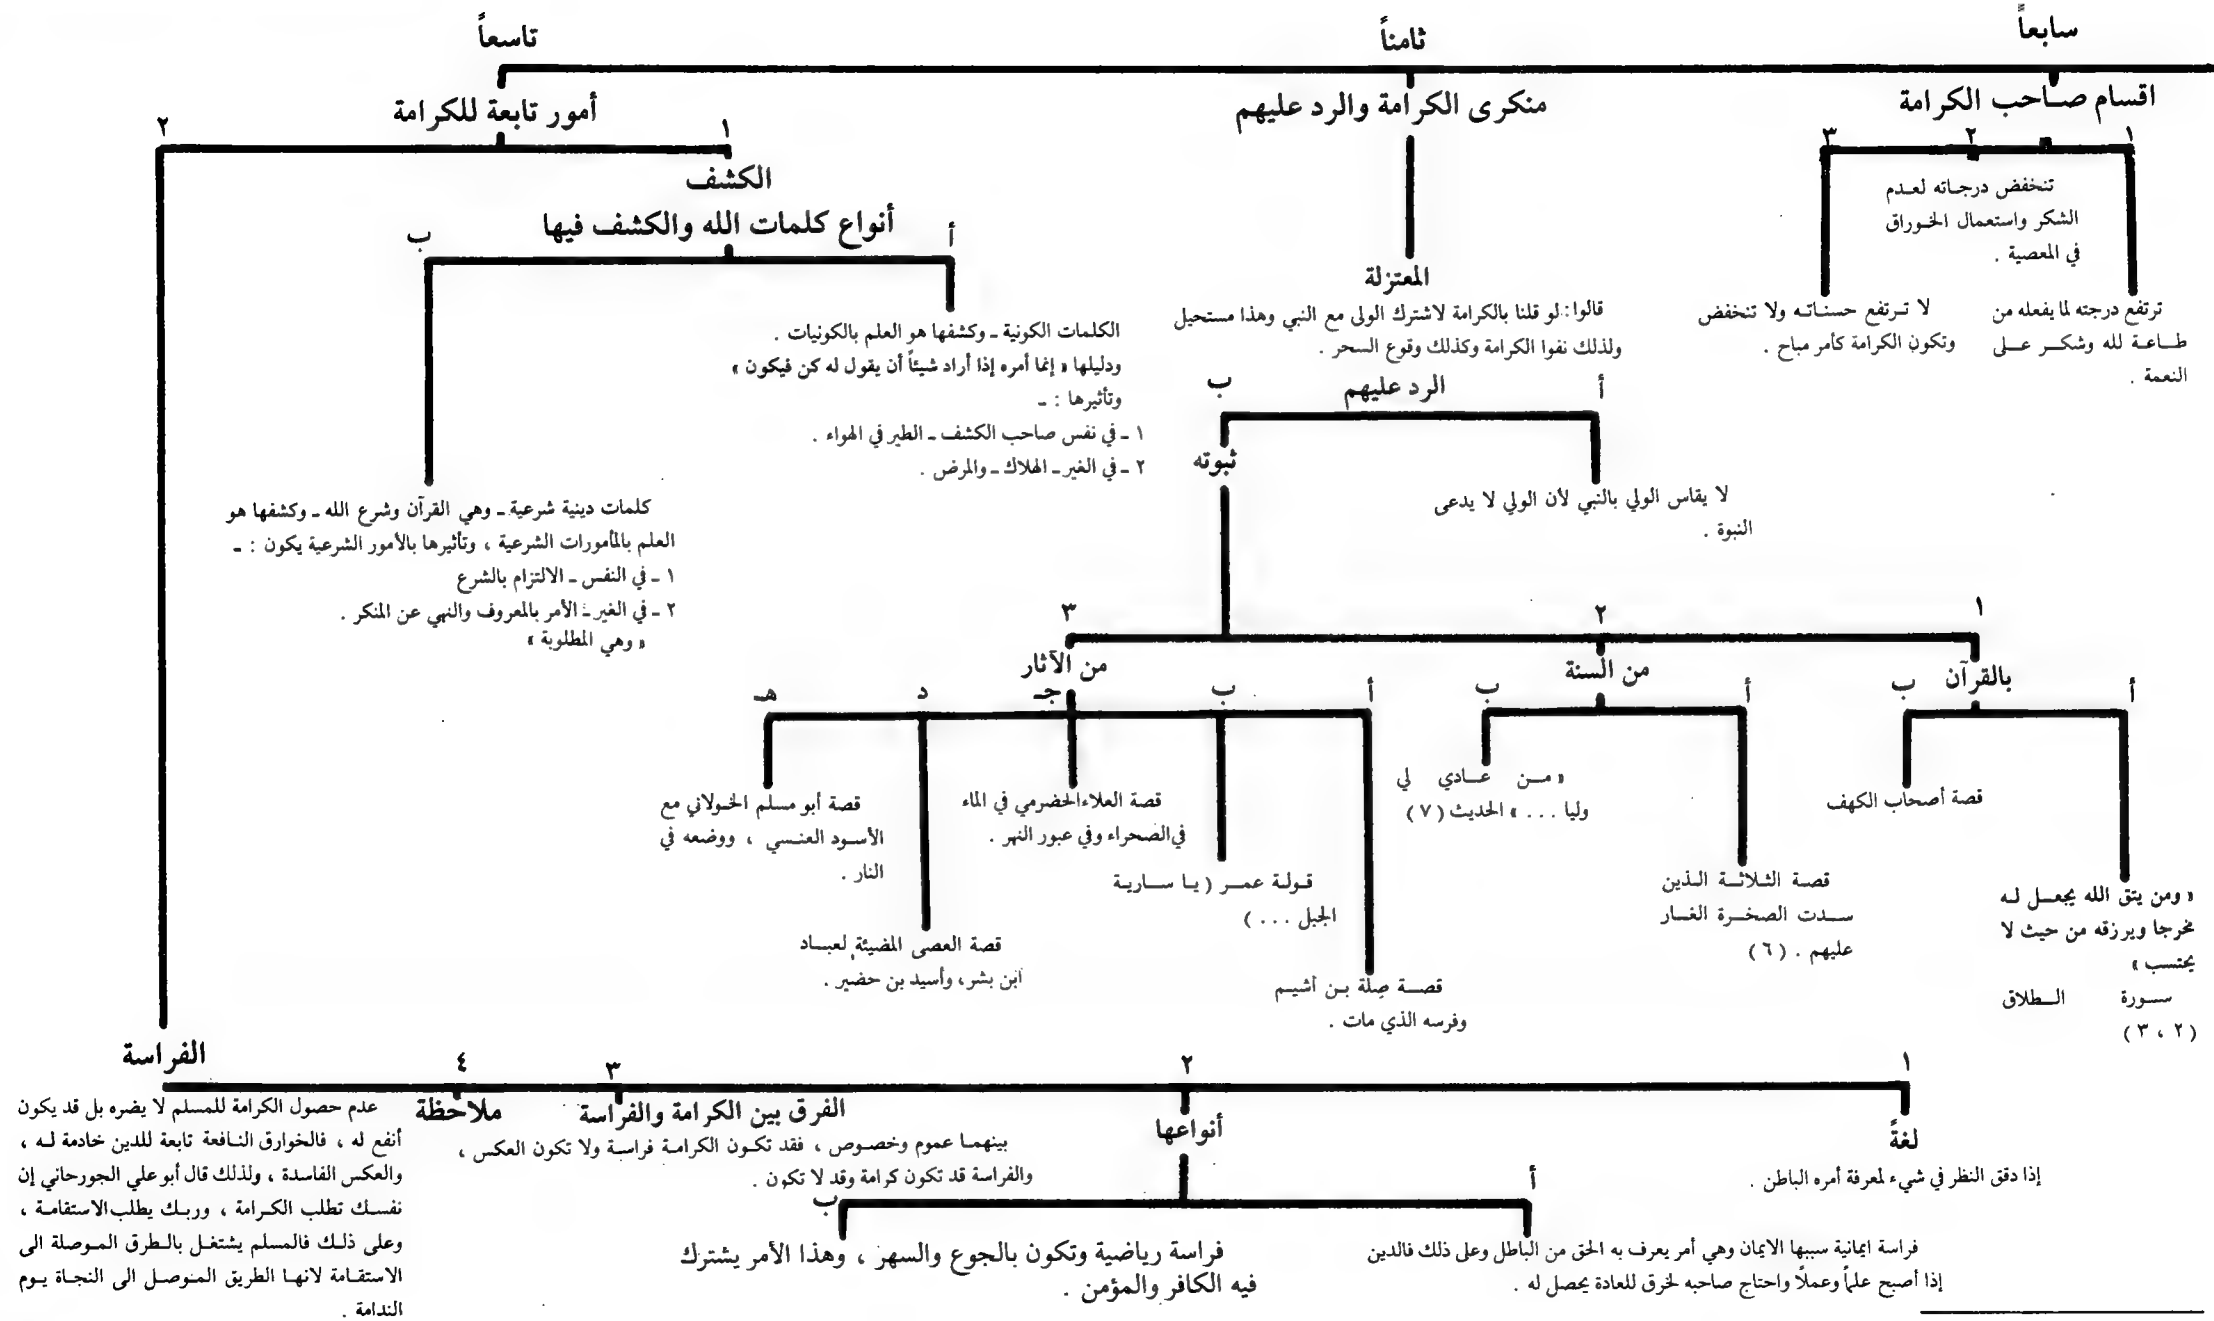 سابعاً
اقسام صاحب الكرامة
١
ترتفع درجته لما يفعله من
طاعة لله وشكر على
النعمة .
٢
تنخفض درجاته لعدم
الشكر واستعمال الخوراق
في المعصية .
٣
لا ترتفع حسناته ولا تنخفض
وتكون الكرامة كأمر مباح .
ثامناً
منكرى الكرامة والرد عليهم
المعتزلة
قالوا : لو قلنا بالكرامة لاشترك الولى مع النبي وهذا مستحيل
ولذلك نفوا الكرامة وكذلك وقوع السحر .
الرد عليهم
أ
لا يقاس الولي بالنبي لأن الولي لا يدعى
النبوة .
ب
ثبوته
١
بالقرآن
أ
« ومن يتق الله يجعل له
مخرجا ويرزقه من حيث لا
يحتسب »
سورة الطلاق
( ٢ ، ٣ )
ب
قصة أصحاب الكهف
٢
من السنة
أ
قصة الثلاثة الذين
سدت الصخرة الغار
عليهم . ( ٦ )
ب
« من عادي لي
وليا . . . » الحديث ( ٧ )
٣
من الآثار
أ
قصة صِلة بن أشيم
وفرسه الذي مات .
ب
قولة عمر ( يا سارية
الجبل . . . )
جـ
قصة العلاء الحضرمي في الماء
في الصحراء وفي عبور النهر .
د
قصة العصى المضيئة لعباد
ابن بشر ، وأسيد بن حضير .
هـ
قصة أبو مسلم الخولاني مع
الأسود العنسي ، ووضعه في
النار .
تاسعاً
أمور تابعة للكرامة
١
الكشف
أنواع كلمات الله والكشف فيها
أ
الكلمات الكونية ـ وكشفها هو العلم بالكونيات .
ودليلها « إنما أمره إذا أراد شيئاً أن يقول له كن فيكون »
وتأثيرها : ـ
١ ـ في نفس صاحب الكشف ـ الطير في الهواء .
٢ ـ في الغير ـ الهلاك ـ والمرض .
ب
كلمات دينية شرعية ـ وهي القرآن وشرع الله ـ وكشفها هو
العلم بالمأمورات الشرعية ، وتأثيرها بالأمور الشرعية يكون : ـ
١ ـ في النفس ـ الالتزام بالشرع
٢ ـ في الغير ـ الأمر بالمعروف والنهي عن المنكر .
« وهي المطلوبة »
٢
الفراسة
١
لغةً
إذا دقق النظر في شيء لمعرفة أمره الباطن .
٢
أنواعها
أ
فراسة ايمانية سببها الايمان وهي أمر يعرف به الحق من الباطل وعلى ذلك فالدين
إذا أصبح علماً وعملاً واحتاج صاحبه لخرق للعادة يحصل له .
ب
فراسة رياضية وتكون بالجوع والسهر ، وهذا الأمر يشترك
فيه الكافر والمؤمن .
٣
الفرق بين الكرامة والفراسة
بينهما عموم وخصوص ، فقد تكون الكرامة فراسة ولا تكون العكس ،
والفراسة قد تكون كرامة وقد لا تكون .
٤
ملاحظة
عدم حصول الكرامة للمسلم لا يضره بل قد يكون
أنفع له ، فالخوارق النافعة تابعة للدين خادمة له ،
والعكس الفاسدة ، ولذلك قال أبو علي الجورحاني إن
نفسك تطلب الكرامة ، وربك يطلب الاستقامة ،
وعلى ذلك فالمسلم يشتغل بالطرق الموصلة الى
الاستقامة لانها الطريق الموصل الى النجاة يوم
الندامة .